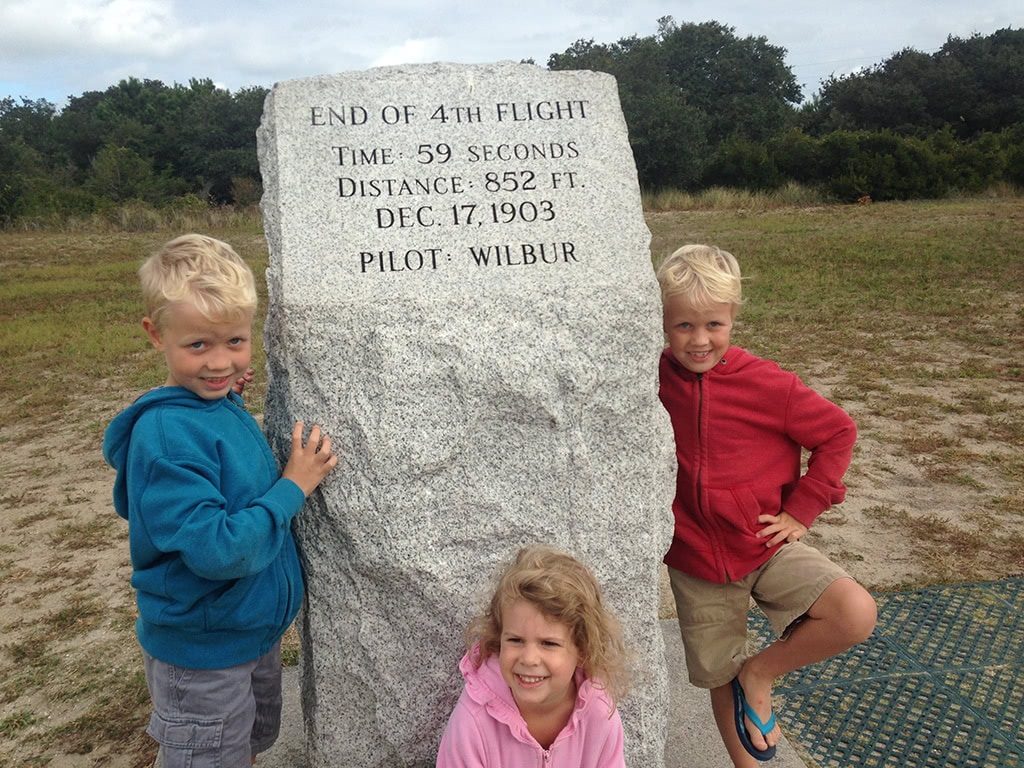 END OF 4TH FLIGHT
TIME: 59 SECONDS
DISTANCE: 852 FT.
DEC. 17, 1903
PILOT: WILBUR